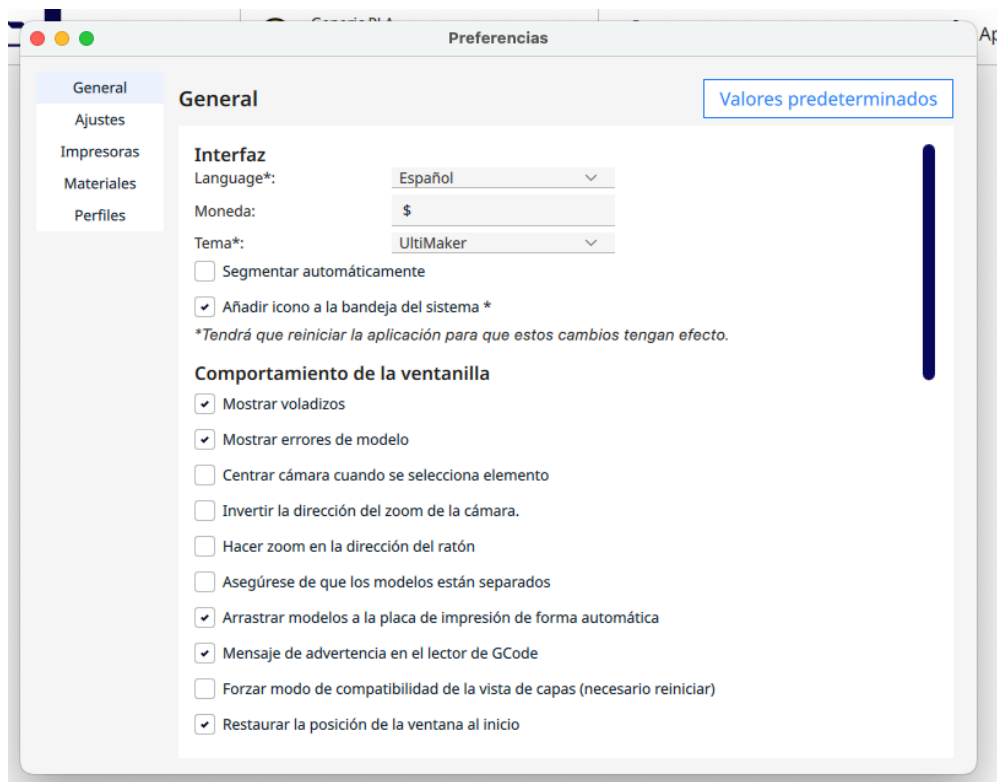 Preferencias
General
Ajustes
Impresoras
Materiales
Perfiles
General
Valores predeterminados
Interfaz
Language*: Español
Moneda: $
Tema*: UltiMaker
Segmentar automáticamente
Añadir icono a la bandeja del sistema *
*Tendrá que reiniciar la aplicación para que estos cambios tengan efecto.
Comportamiento de la ventanilla
Mostrar voladizos
Mostrar errores de modelo
Centrar cámara cuando se selecciona elemento
Invertir la dirección del zoom de la cámara.
Hacer zoom en la dirección del ratón
Asegúrese de que los modelos están separados
Arrastrar modelos a la placa de impresión de forma automática
Mensaje de advertencia en el lector de GCode
Forzar modo de compatibilidad de la vista de capas (necesario reiniciar)
Restaurar la posición de la ventana al inicio